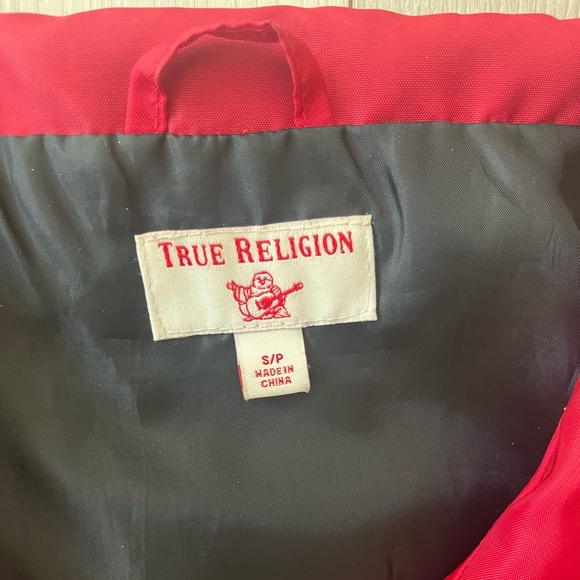 TRUE RELIGION
S/P
MADE IN
CHINA